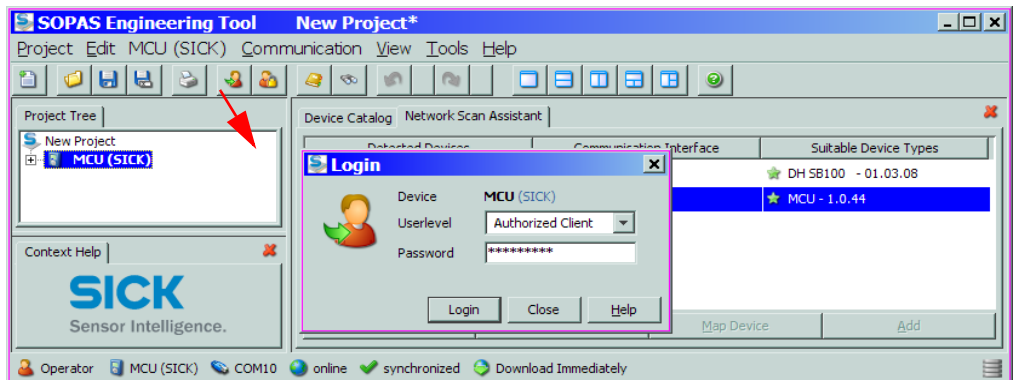 SOPAS Engineering Tool New Project*
Project Edit MCU (SICK) Communication View Tools Help
Project Tree
New Project
MCU (SICK)
Context Help
SICK
Sensor Intelligence.
Device Catalog Network Scan Assistant
Detected Devices Communication Interface Suitable Device Types
DH SB100 - 01.03.08
MCU - 1.0.44
Login
Device MCU (SICK)
Userlevel Authorized Client
Password *********
Login Close Help
Map Device Add
Operator MCU (SICK) COM10 online synchronized Download Immediately